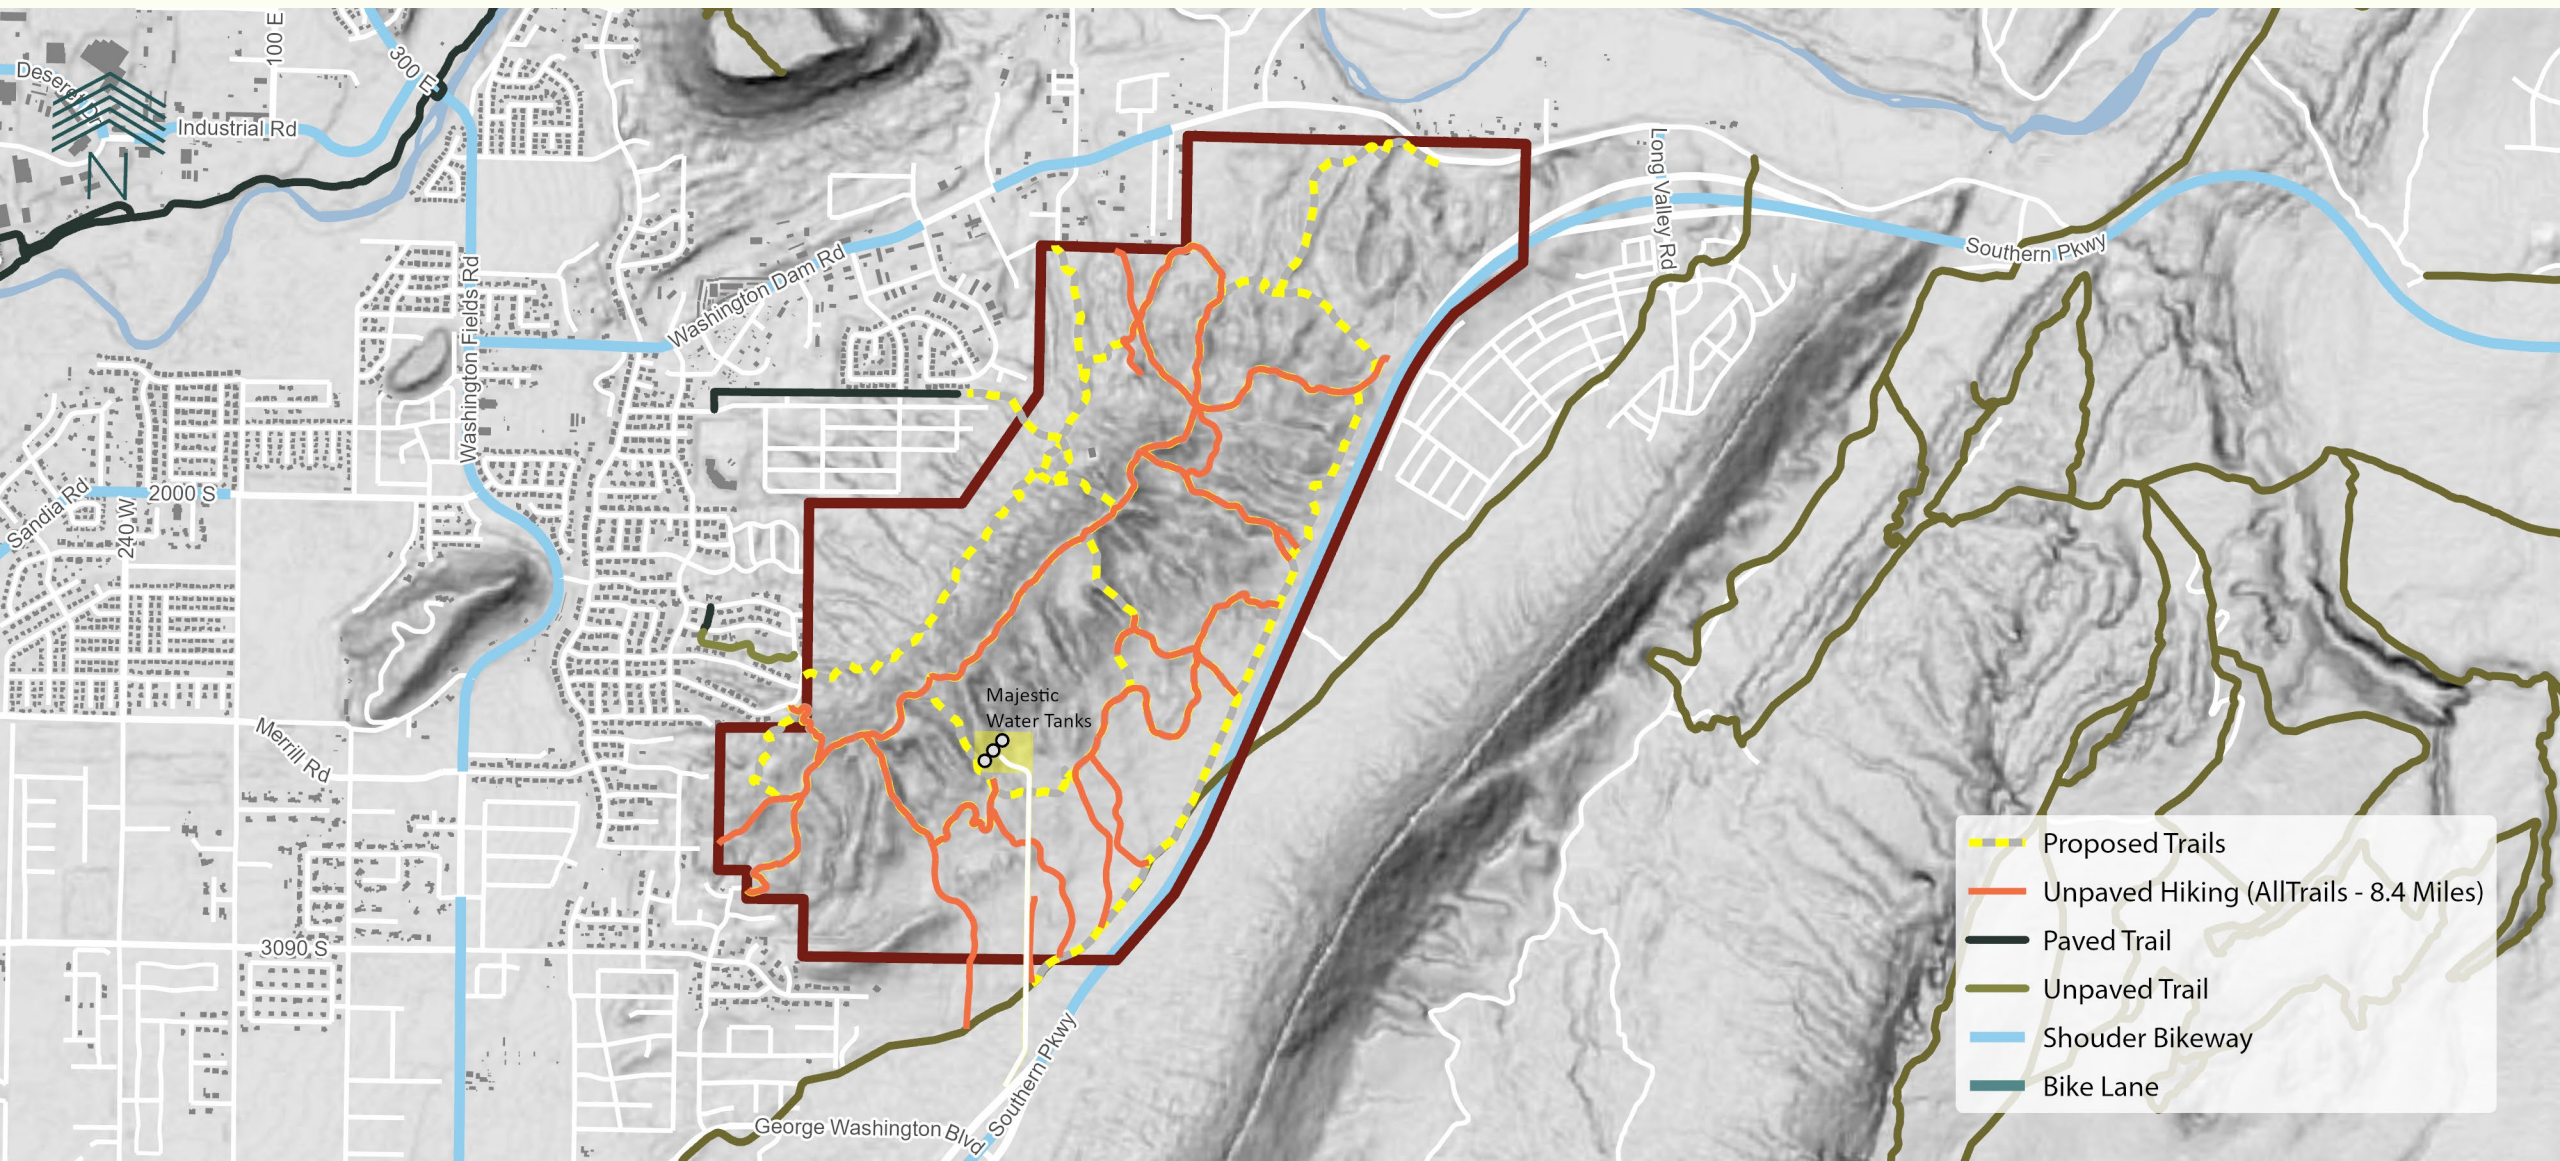 100 E
300 E
Deseret Dr
Industrial Rd
N
Long Valley Rd
Southern Pkwy
Washington Dam Rd
Washington Fields Rd
2000 S
Sandia Rd
240 W
Majestic
Water Tanks
Merrill Rd
3090 S
Southern Pkwy
George Washington Blvd
Proposed Trails
Unpaved Hiking (AllTrails - 8.4 Miles)
Paved Trail
Unpaved Trail
Shouder Bikeway
Bike Lane